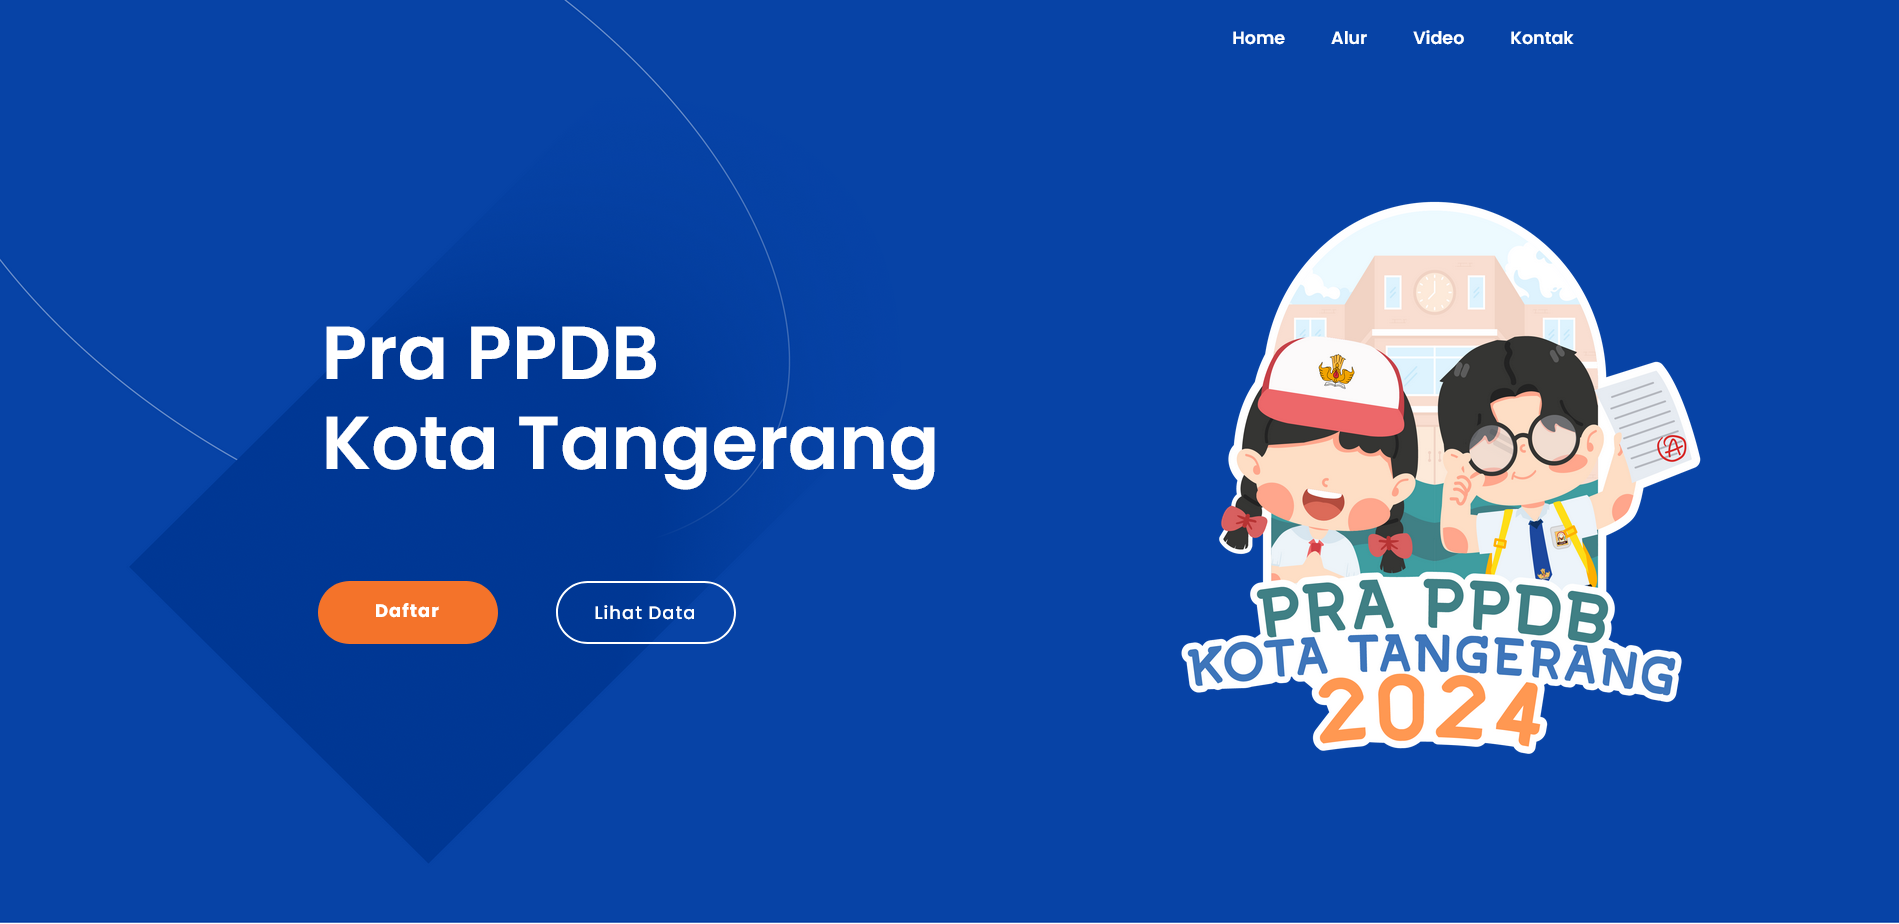 Home Alur Video Kontak
Pra PPDB
Kota Tangerang
Daftar Lihat Data
A
PRA PPDB
KOTA TANGERANG
2024